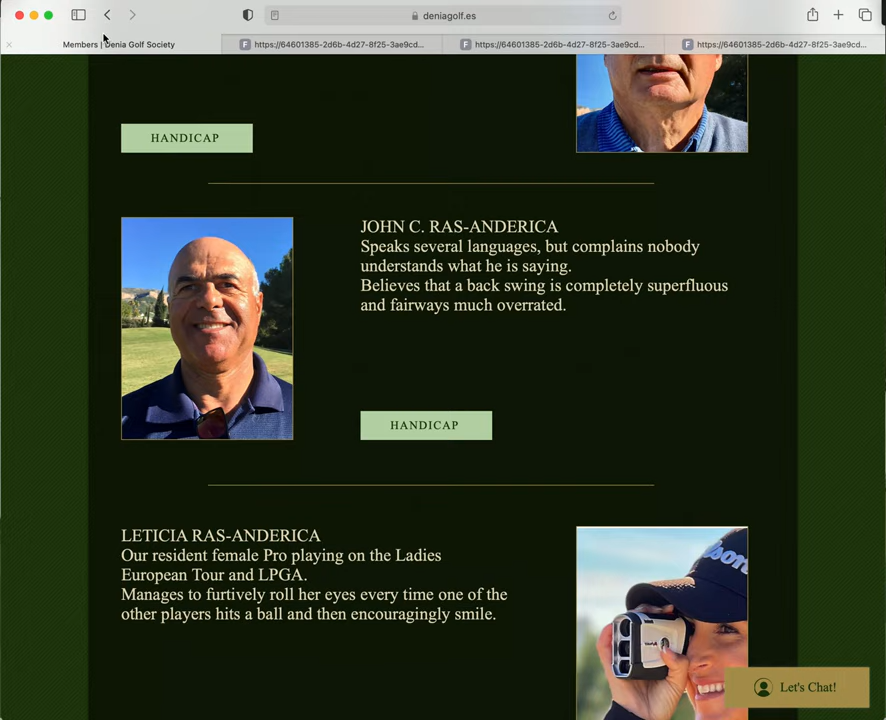 deniagolf.es
Members | Denia Golf Society
https://64601385-2d6b-4d27-8f25-3ae9cd...
https://64601385-2d6b-4d27-8f25-3ae9cd...
https://64601385-2d6b-4d27-8f25-3ae9cd...
HANDICAP
JOHN C. RAS-ANDERICA
Speaks several languages, but complains nobody
understands what he is saying.
Believes that a back swing is completely superfluous
and fairways much overrated.
HANDICAP
LETICIA RAS-ANDERICA
Our resident female Pro playing on the Ladies
European Tour and LPGA.
Manages to furtively roll her eyes every time one of the
other players hits a ball and then encouragingly smile.
Let's Chat!